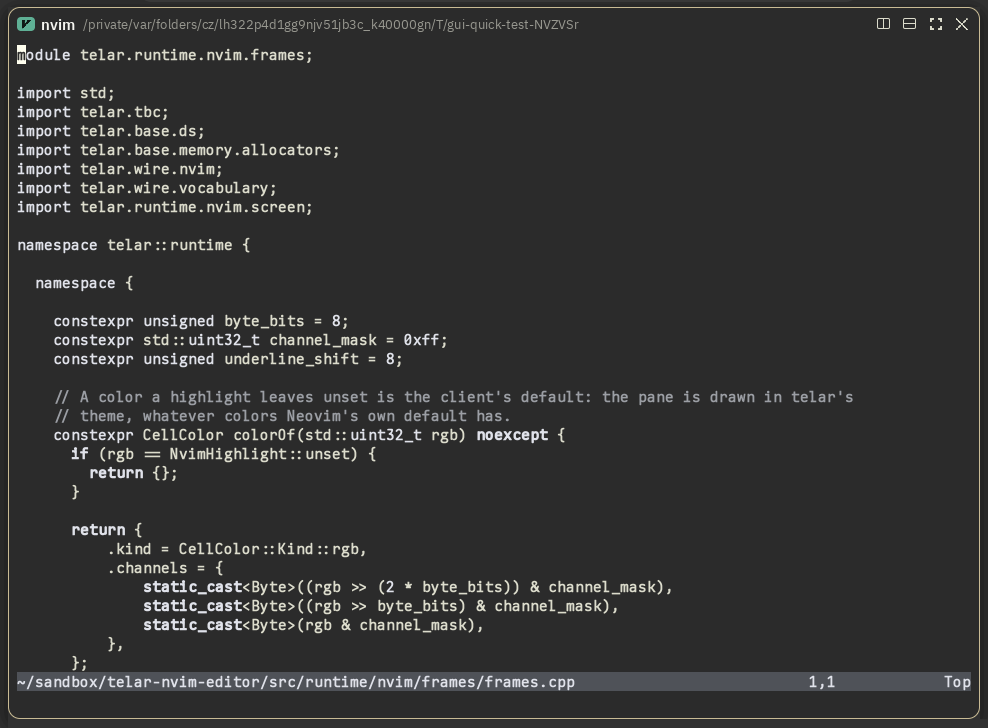 nvim /private/var/folders/cz/lh322p4d1gg9njv51jb3c_k40000gn/T/gui-quick-test-NVZVSr
module telar.runtime.nvim.frames;

import std;
import telar.tbc;
import telar.base.ds;
import telar.base.memory.allocators;
import telar.wire.nvim;
import telar.wire.vocabulary;
import telar.runtime.nvim.screen;

namespace telar::runtime {

  namespace {

    constexpr unsigned byte_bits = 8;
    constexpr std::uint32_t channel_mask = 0xff;
    constexpr unsigned underline_shift = 8;

    // A color a highlight leaves unset is the client's default: the pane is drawn in telar's
    // theme, whatever colors Neovim's own default has.
    constexpr CellColor colorOf(std::uint32_t rgb) noexcept {
      if (rgb == NvimHighlight::unset) {
        return {};
      }

      return {
          .kind = CellColor::Kind::rgb,
          .channels = {
              static_cast<Byte>((rgb >> (2 * byte_bits)) & channel_mask),
              static_cast<Byte>((rgb >> byte_bits) & channel_mask),
              static_cast<Byte>(rgb & channel_mask),
          },
      };
~/sandbox/telar-nvim-editor/src/runtime/nvim/frames/frames.cpp 1,1 Top